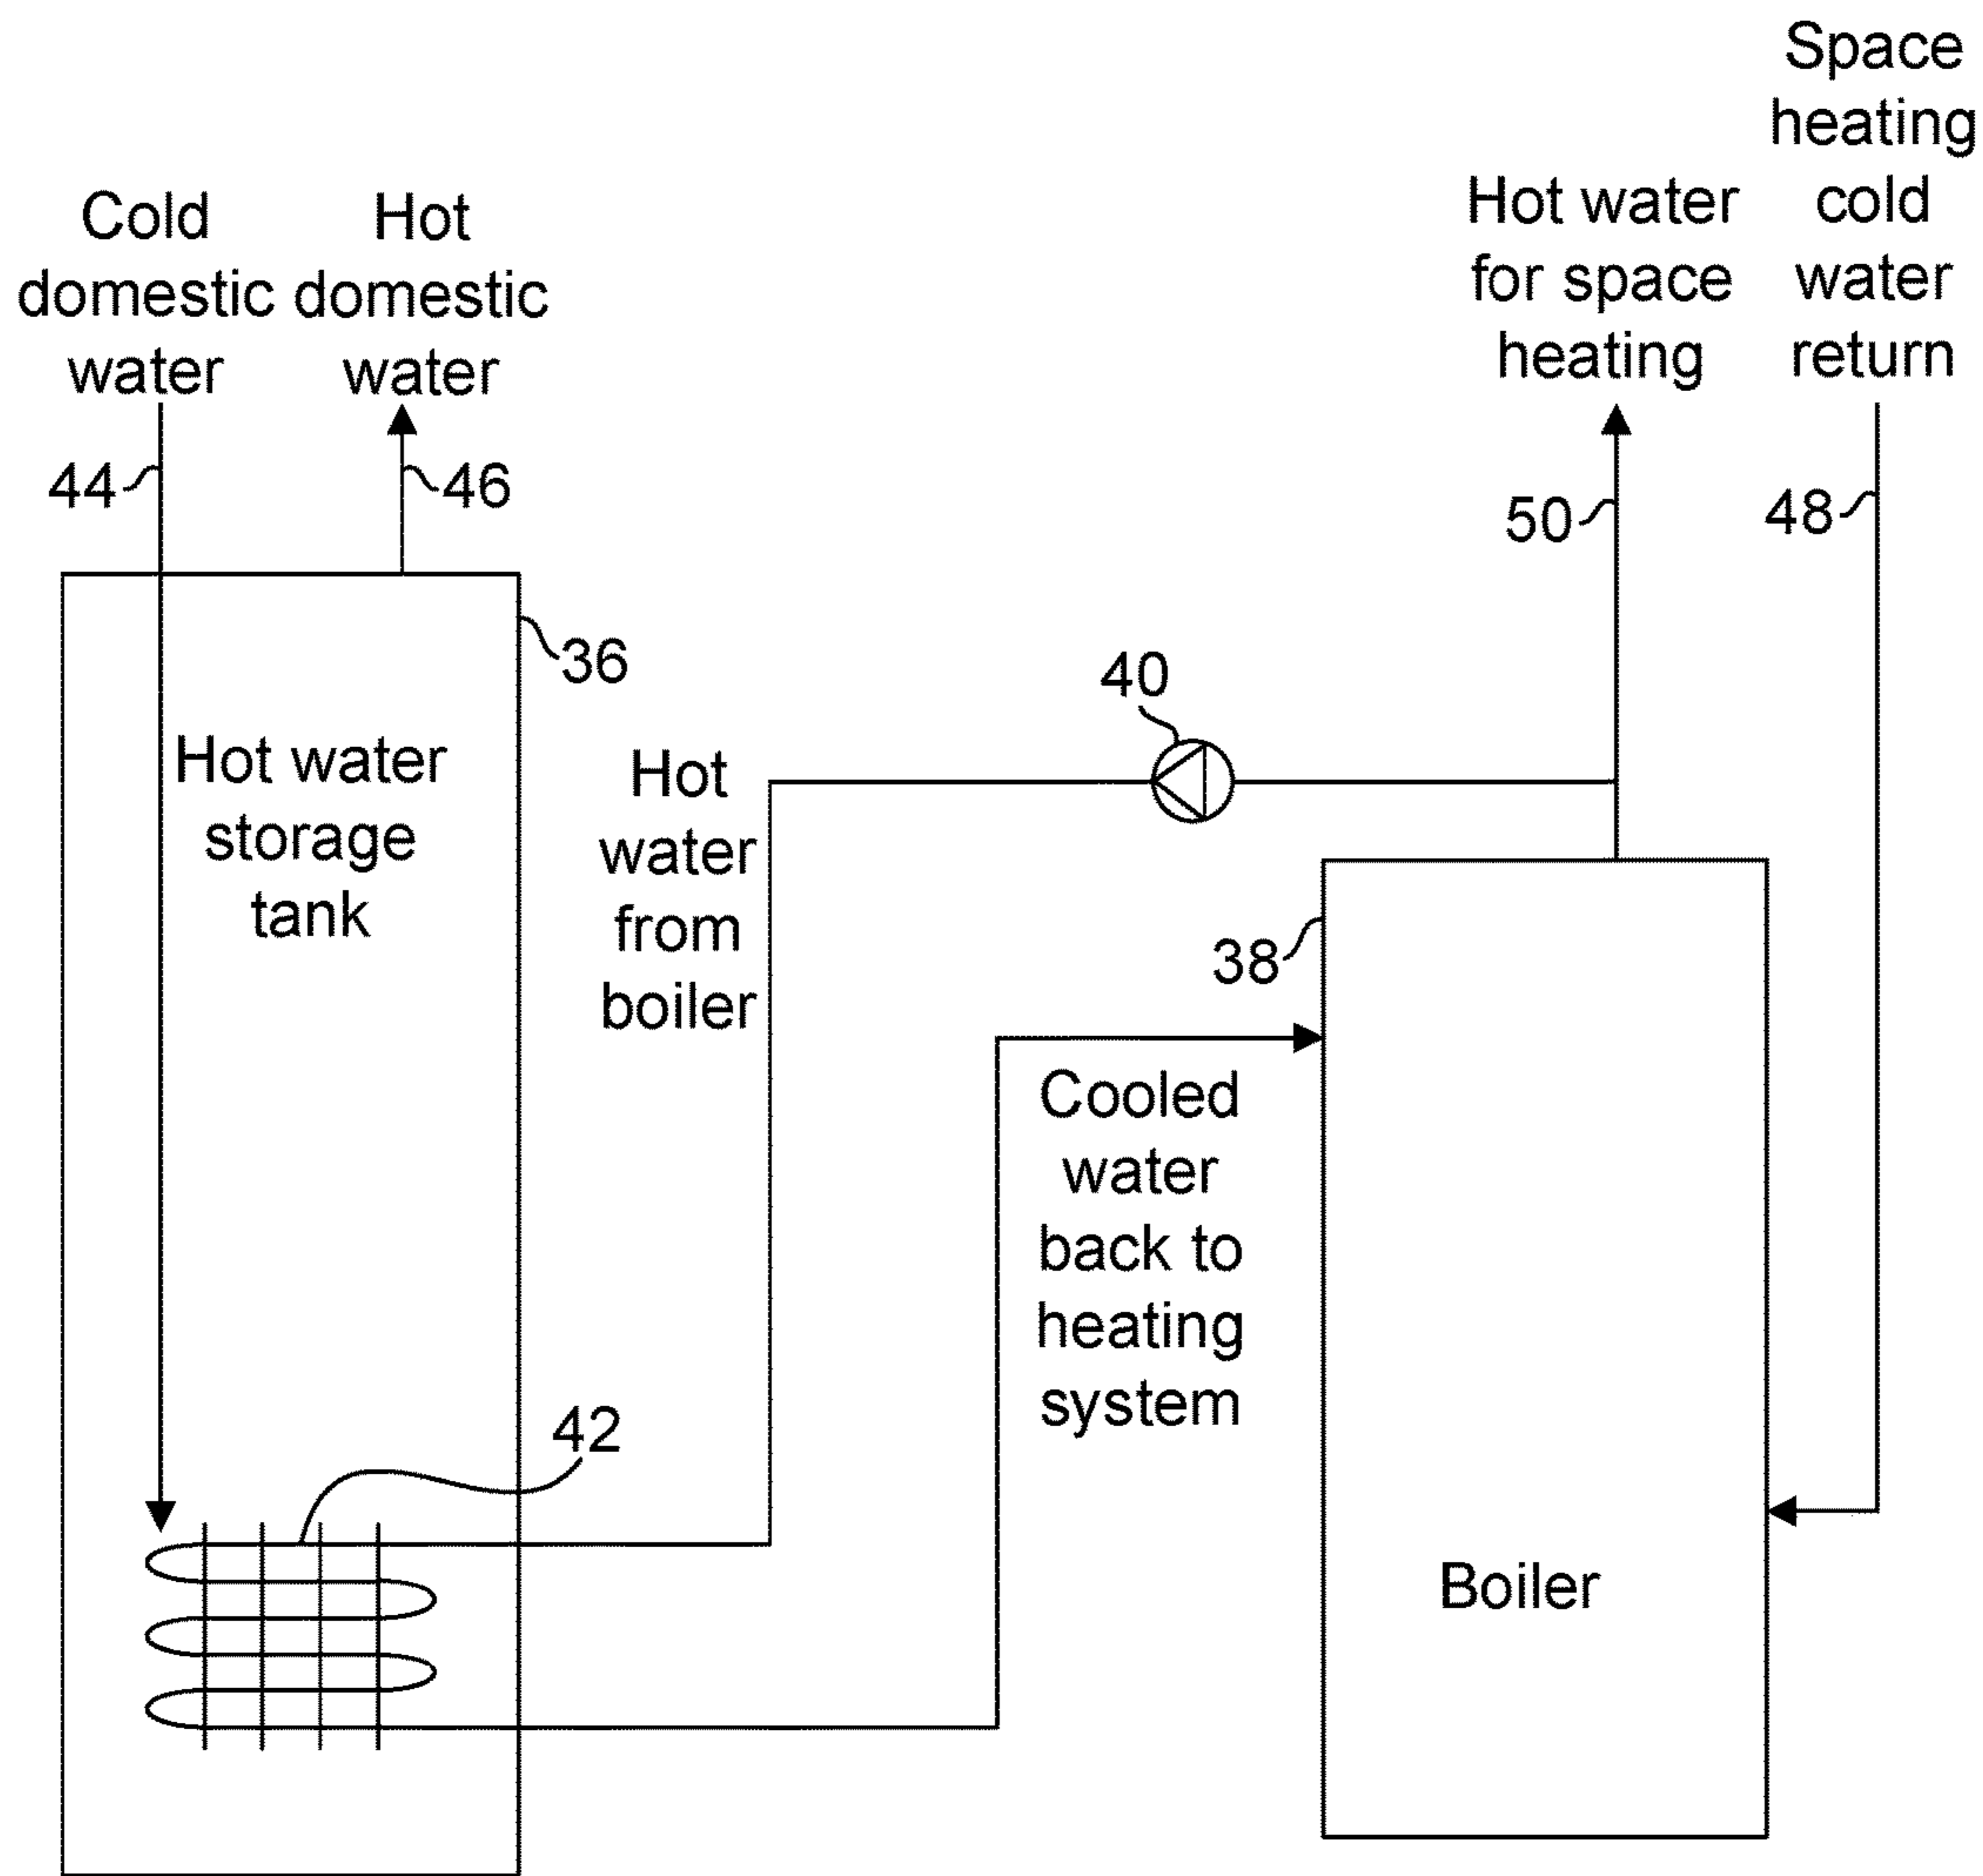 Space
heating
cold
water
return
Hot water
for space
heating
Cold
domestic
water
Hot
domestic
water
44
46
50
48
36
40
Hot water
storage
tank
Hot
water
from
boiler
38
Cooled
water
back to
heating
system
42
Boiler